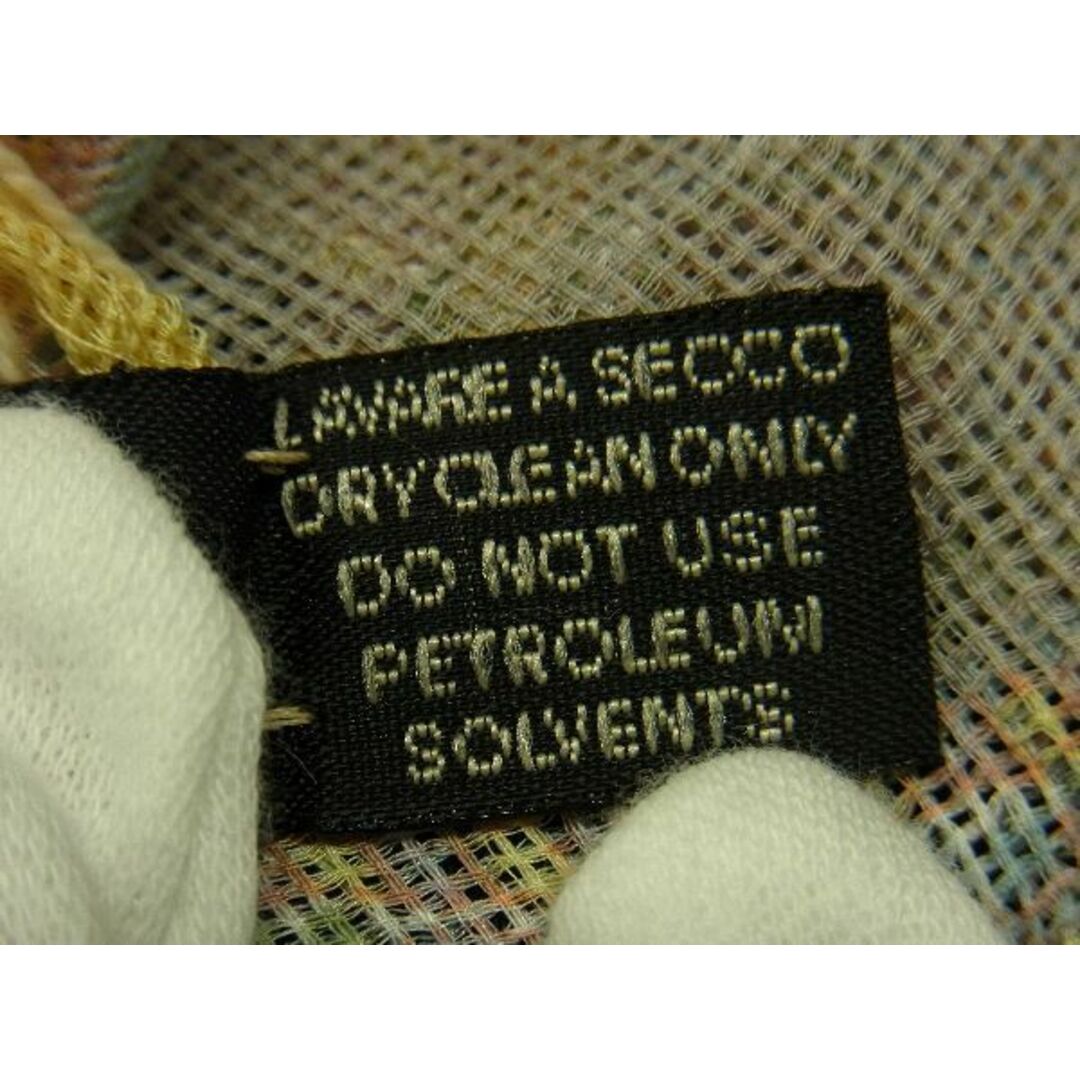 LAVARE A SECCO
DRY CLEAN ONLY
DO NOT USE
PETROLEUM
SOLVENTS